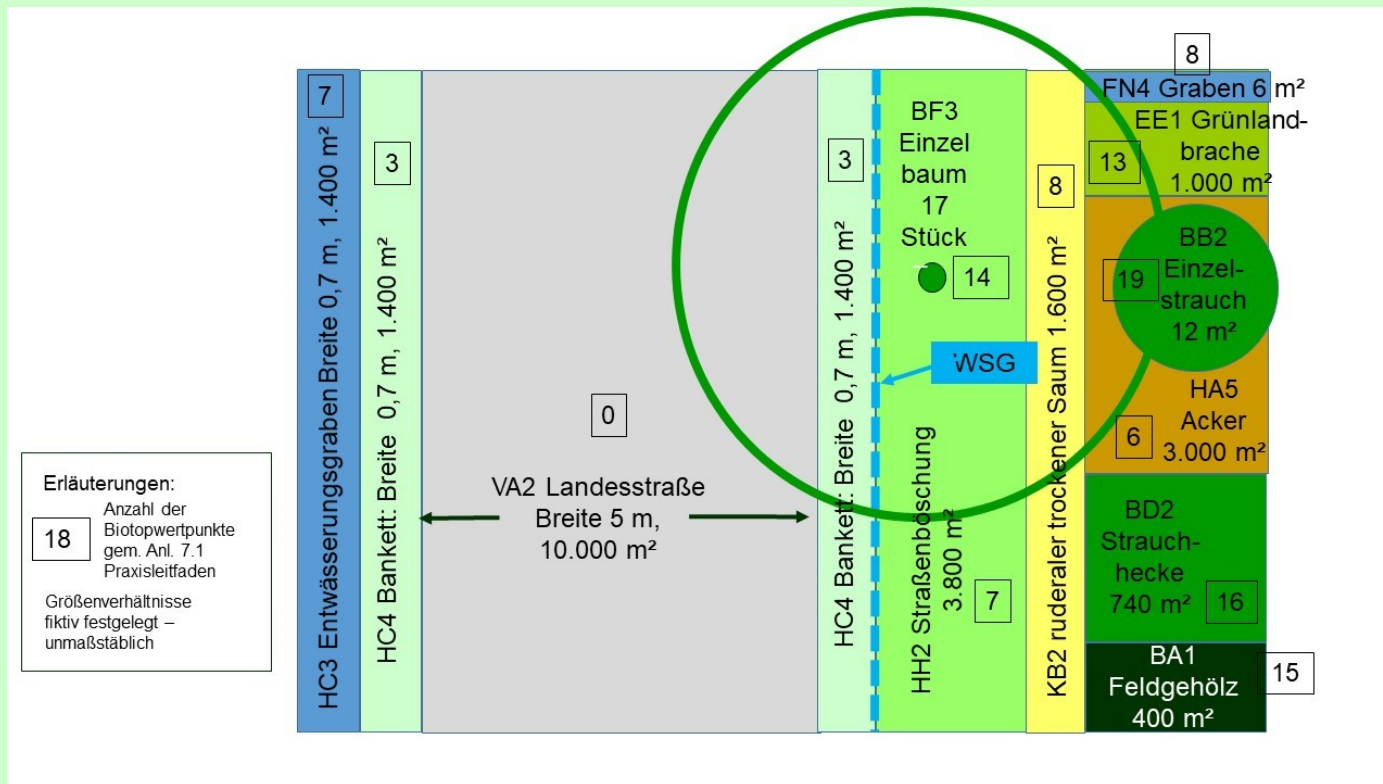 7
HC3 Entwässerungsgraben Breite 0,7 m, 1.400 m²
3
HC4 Bankett: Breite 0,7 m, 1.400 m²
0
VA2 Landesstraße
Breite 5 m,
10.000 m²
3
HC4 Bankett: Breite 0,7 m, 1.400 m²
BF3
Einzel
baum
17
Stück
14
WSG
HH2 Straßenböschung
3.800 m²
7
8
KB2 ruderaler trockener Saum 1.600 m²
8
FN4 Graben 6 m²
EE1 Grünland-
brache
13
1.000 m²
BB2
Einzel-
19
strauch
12 m²
HA5
Acker
6
3.000 m²
BD2
Strauch-
hecke
740 m²
16
BA1
15
Feldgehölz
400 m²
Erläuterungen:
18
Anzahl der
Biotopwertpunkte
gem. Anl. 7.1
Praxisleitfaden
Größenverhältnisse
fiktiv festgelegt –
unmaßstäblich